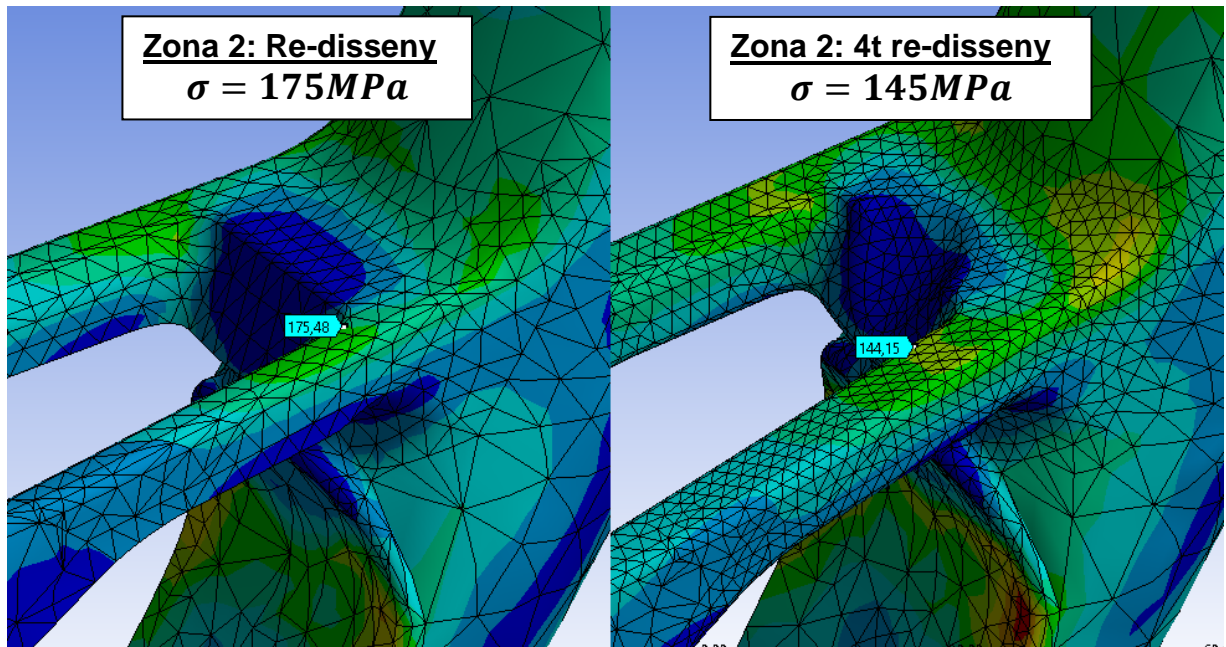 Zona 2: Re-disseny
σ = 175MPa
Zona 2: 4t re-disseny
σ = 145MPa
175,48
144,15